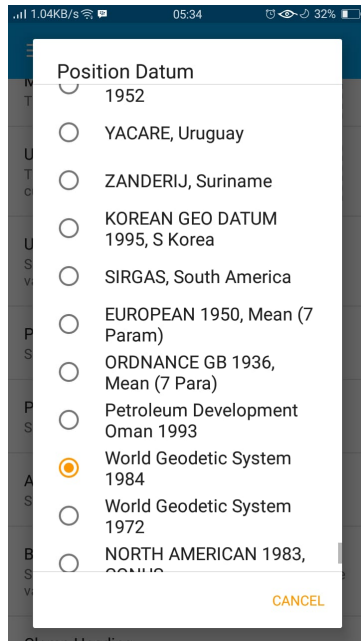 1.04KB/s 05:34 32%
Position Datum
1952
YACARE, Uruguay
ZANDERIJ, Suriname
KOREAN GEO DATUM
1995, S Korea
SIRGAS, South America
EUROPEAN 1950, Mean (7
Param)
ORDNANCE GB 1936,
Mean (7 Para)
Petroleum Development
Oman 1993
World Geodetic System
1984
World Geodetic System
1972
NORTH AMERICAN 1983,
CANCEL